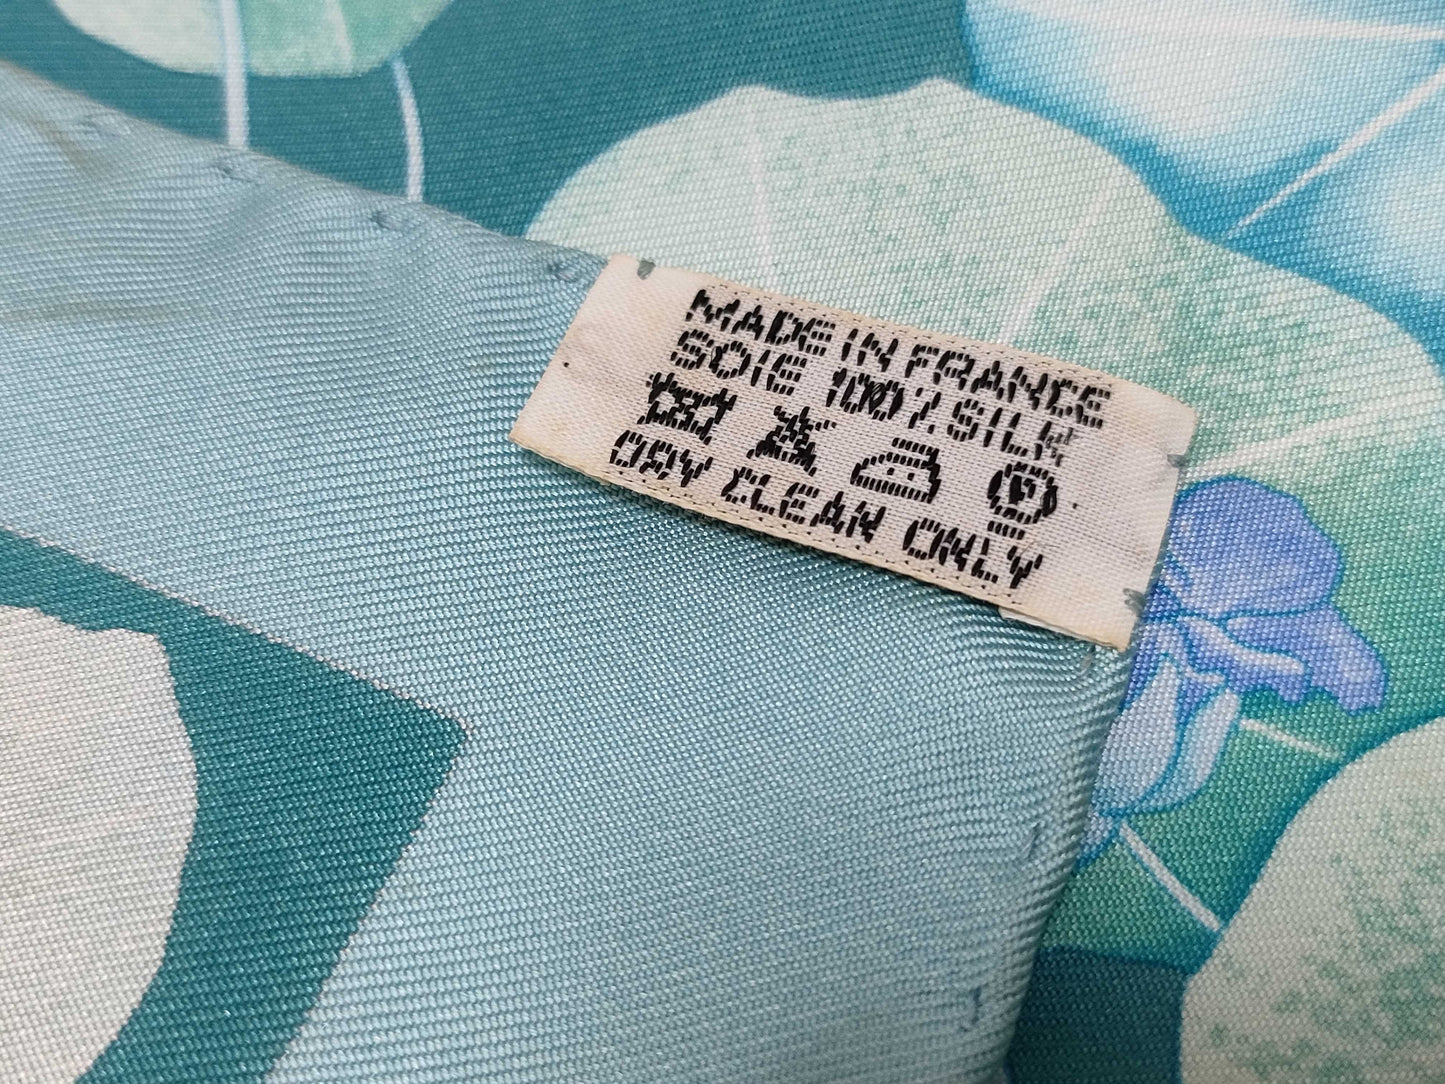 MADE IN FRANCE
SOIE 100% SILK
P
DRY CLEAN ONLY